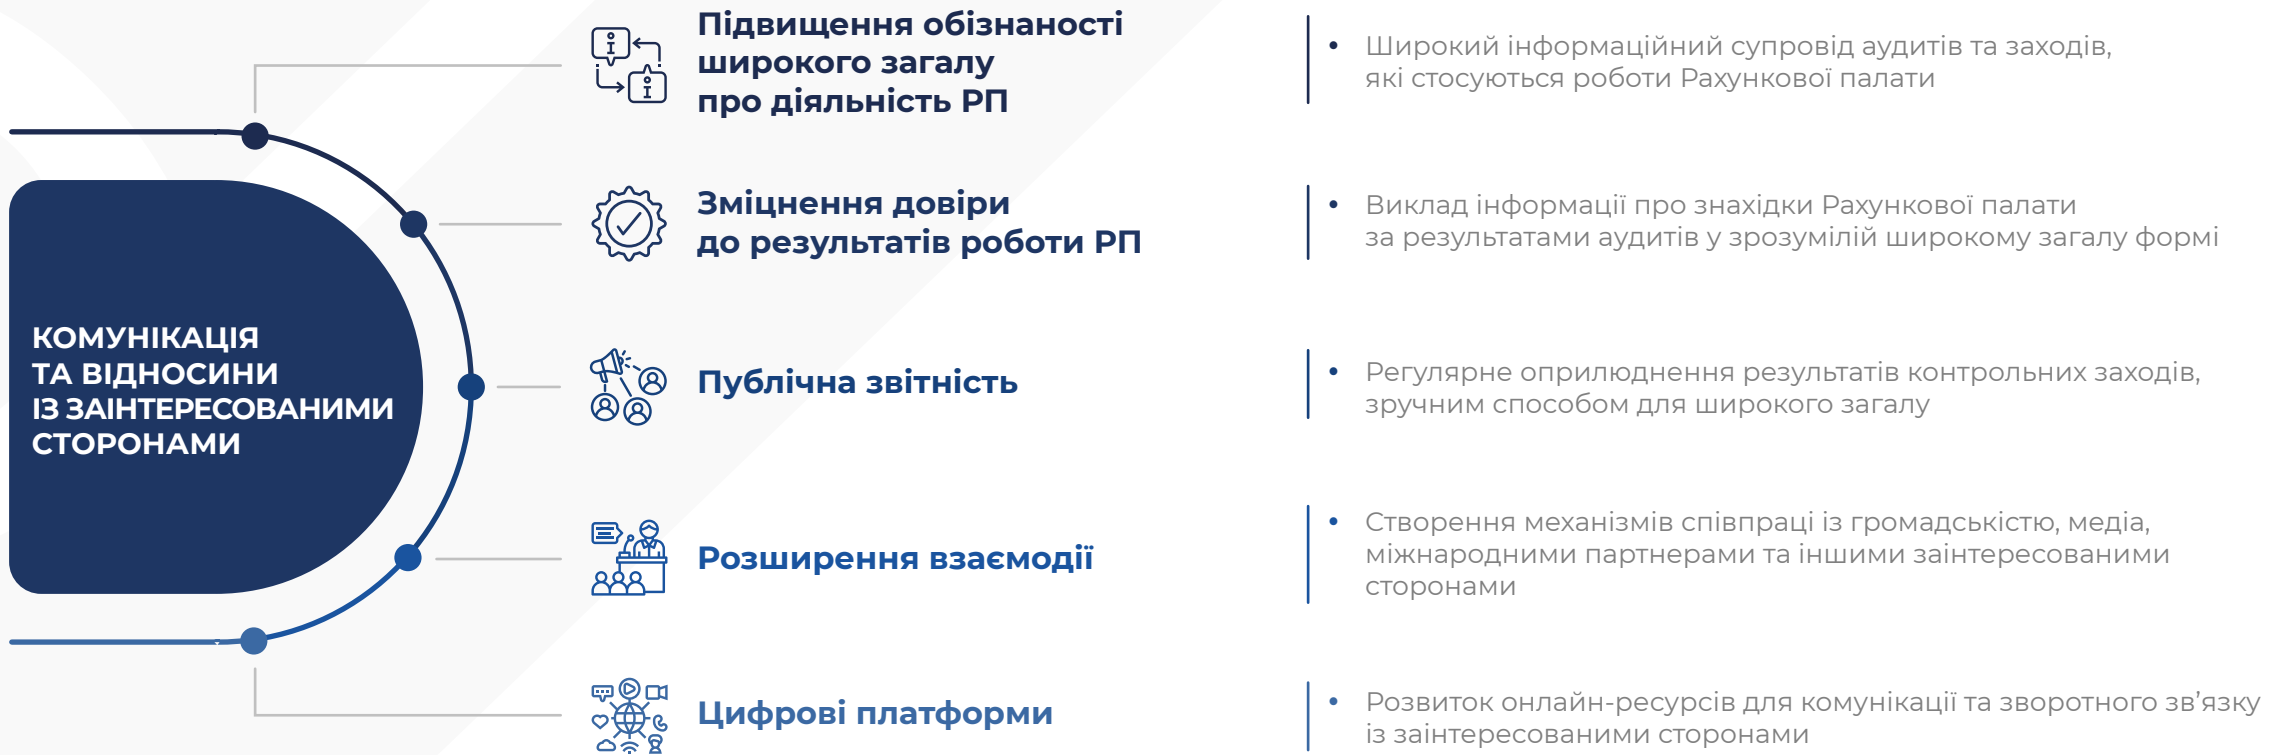 КОМУНІКАЦІЯ
ТА ВІДНОСИНИ
ІЗ ЗАІНТЕРЕСОВАНИМИ
СТОРОНАМИ
Підвищення обізнаності
широкого загалу
про діяльність РП
• Широкий інформаційний супровід аудитів та заходів,
які стосуються роботи Рахункової палати
Зміцнення довіри
до результатів роботи РП
• Виклад інформації про знахідки Рахункової палати
за результатами аудитів у зрозумілій широкому загалу формі
Публічна звітність
• Регулярне оприлюднення результатів контрольних заходів,
зручним способом для широкого загалу
Розширення взаємодії
• Створення механізмів співпраці із громадськістю, медіа,
міжнародними партнерами та іншими заінтересованими
сторонами
Цифрові платформи
• Розвиток онлайн-ресурсів для комунікації та зворотного зв’язку
із заінтересованими сторонами